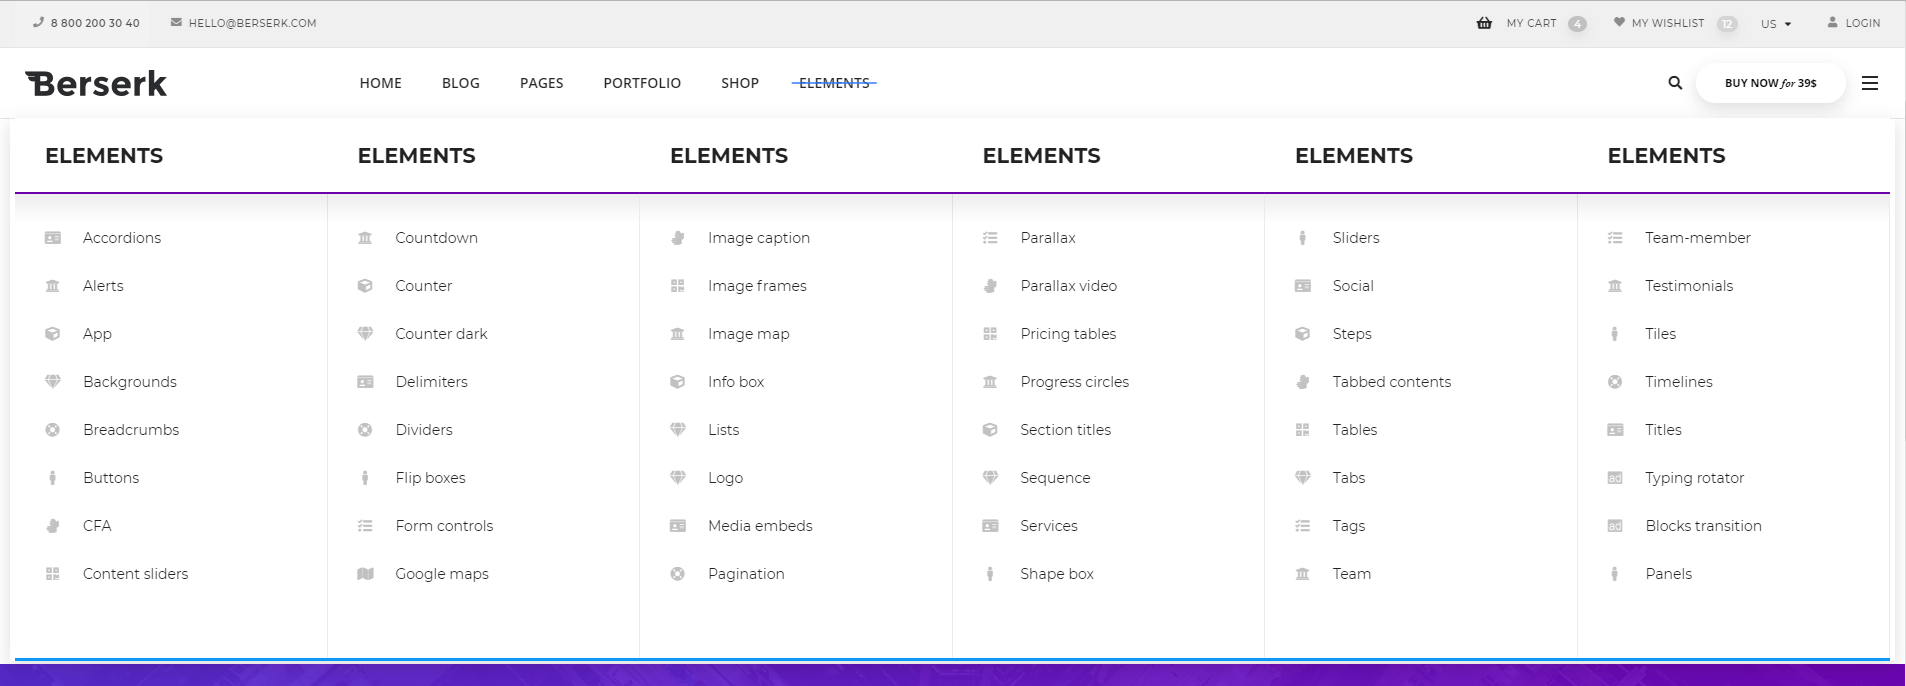 8 800 200 30 40 HELLO@BERSERK.COM MY CART 4 MY WISHLIST 12 US LOGIN
Berserk HOME BLOG PAGES PORTFOLIO SHOP ELEMENTS BUY NOW for 39$
ELEMENTS ELEMENTS ELEMENTS ELEMENTS ELEMENTS ELEMENTS
Accordions Countdown Image caption Parallax Sliders Team-member
Alerts Counter Image frames Parallax video Social Testimonials
App Counter dark Image map Pricing tables Steps Tiles
Backgrounds Delimiters Info box Progress circles Tabbed contents Timelines
Breadcrumbs Dividers Lists Section titles Tables Titles
Buttons Flip boxes Logo Sequence Tabs Typing rotator
CFA Form controls Media embeds Services Tags Blocks transition
Content sliders Google maps Pagination Shape box Team Panels